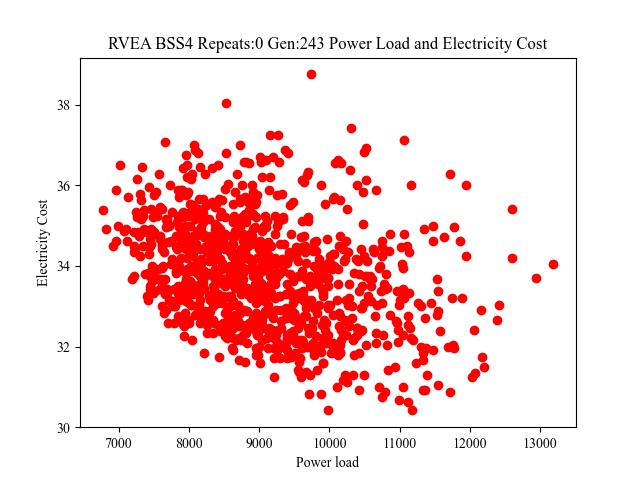 RVEA BSS4 Repeats:0 Gen:243 Power Load and Electricity Cost
Electricity Cost
38
36
34
32
30
7000 8000 9000 10000 11000 12000 13000
Power load